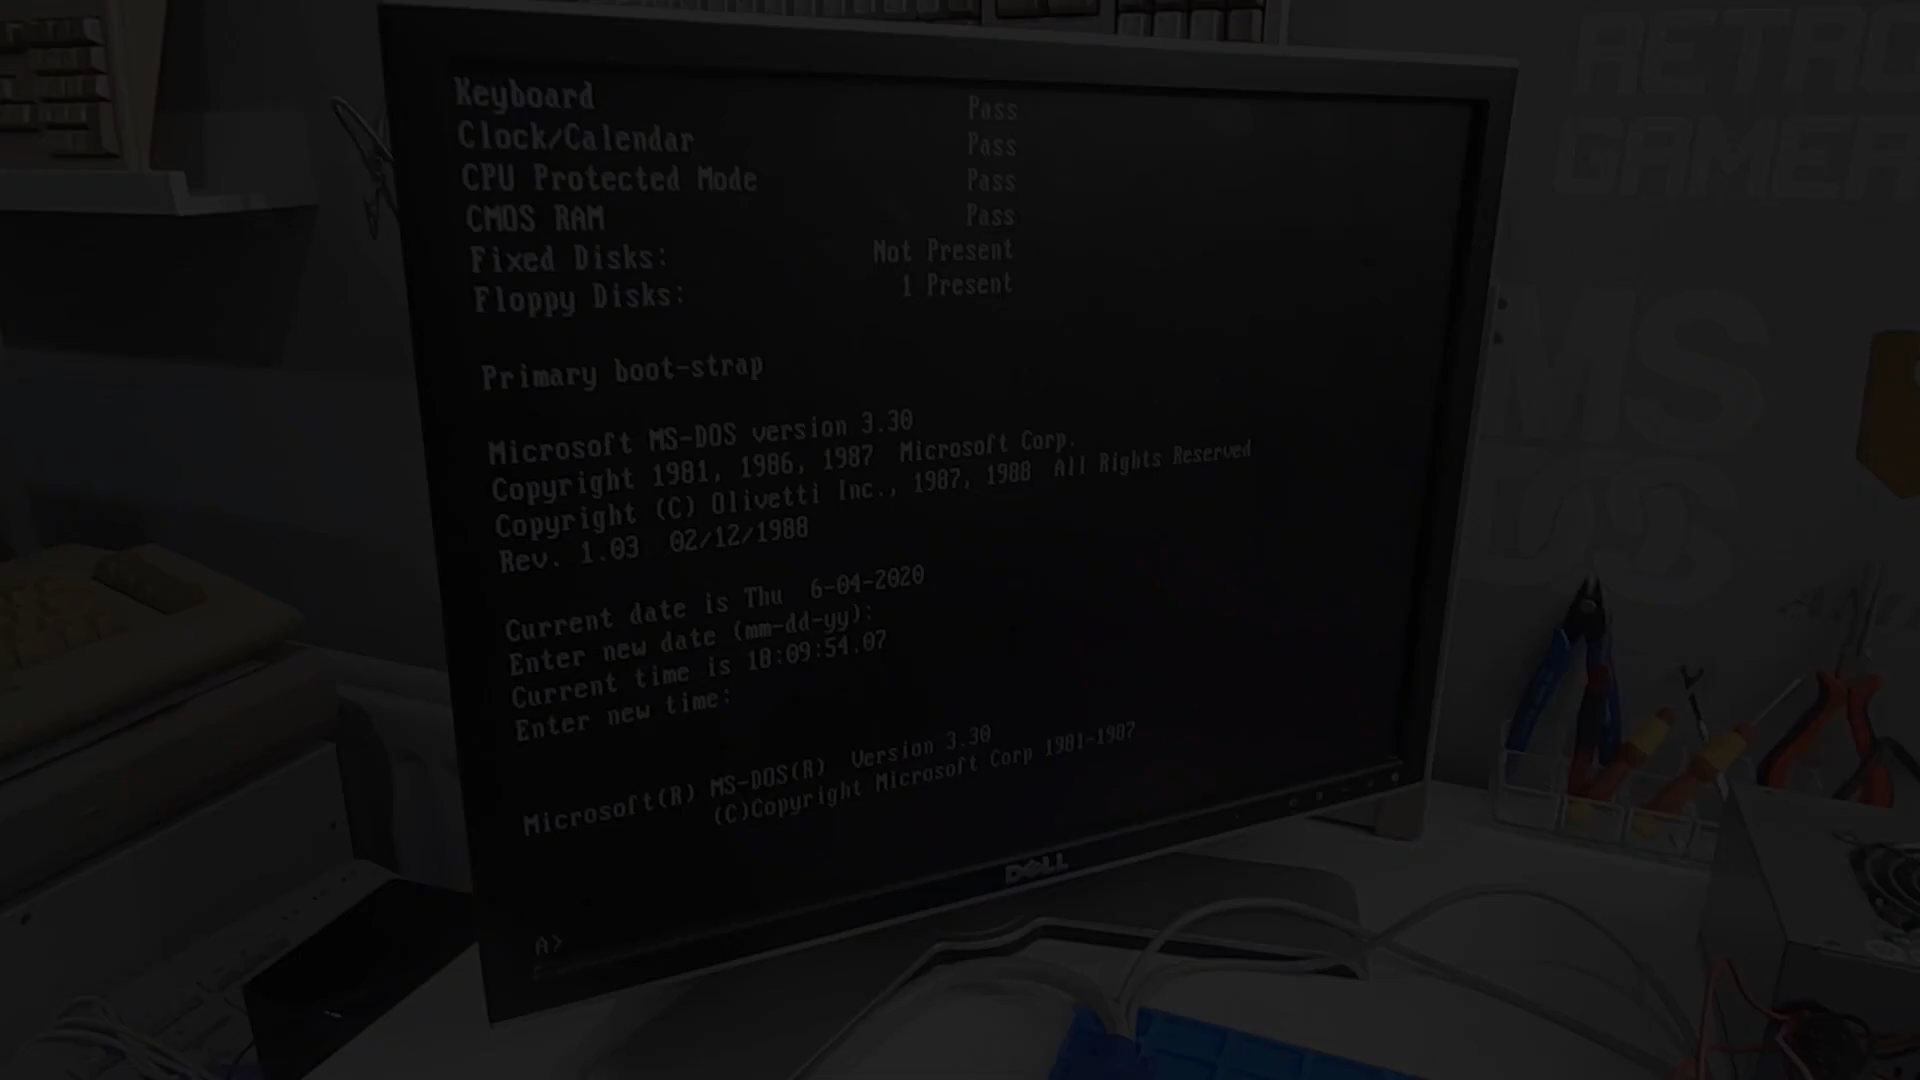 RETRO
GAMER
Keyboard Pass
Clock/Calendar Pass
CPU Protected Mode Pass
CMOS RAM Pass
Fixed Disks: Not Present
Floppy Disks: 1 Present
Primary boot-strap
Microsoft MS-DOS version 3.30
Copyright 1981, 1986, 1987 Microsoft Corp.
Copyright (C) Olivetti Inc., 1987, 1988 All Rights Reserved
Rev. 1.03 02/12/1988
Current date is Thu 6-04-2020
Enter new date (mm-dd-yy):
Current time is 18:09:54.07
Enter new time:
Microsoft(R) MS-DOS(R) Version 3.30
(C)Copyright Microsoft Corp 1981-1987
A>
DELL
MS
DOS